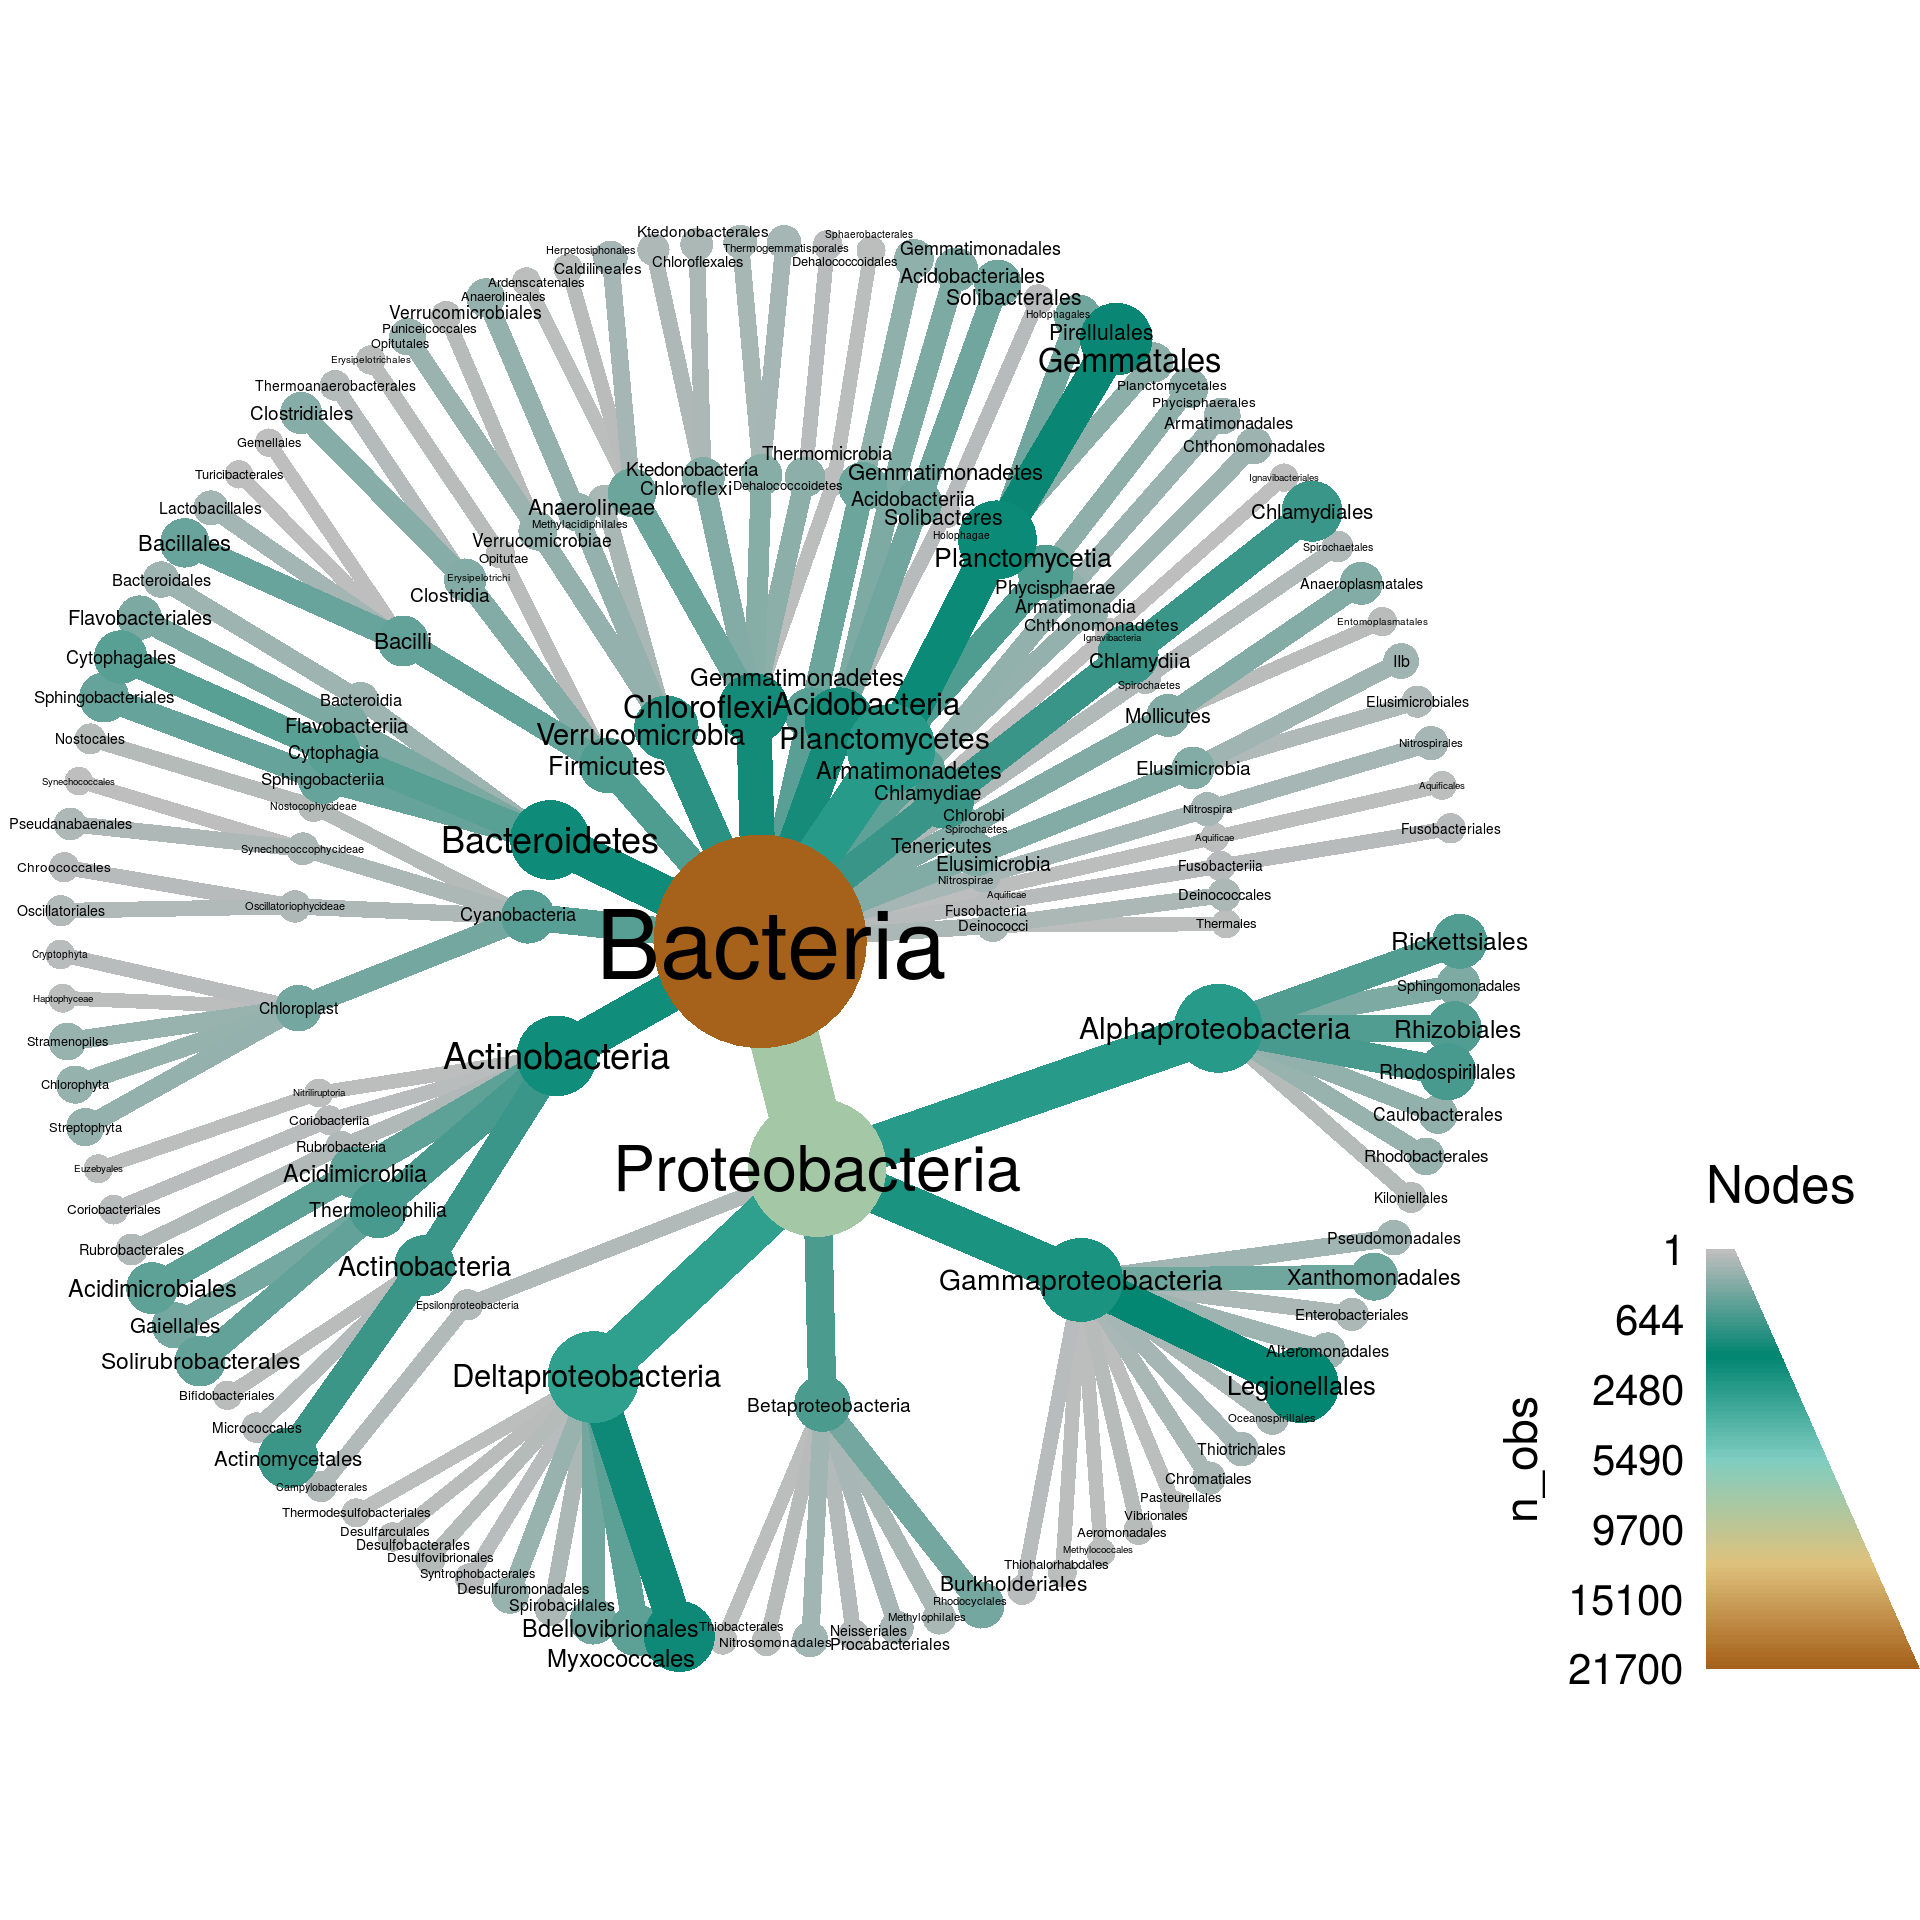 Ktedonobacterales
Sphaerobacterales
Herpetosiphonales
Thermogemmatisporales
Gemmatimonadales
Caldilineales
Chloroflexales
Dehalococcoidales
Ardenscatenales
Acidobacteriales
Anaerolineales
Solibacterales
Verrucomicrobiales
Holophagales
Puniceicoccales
Pirellulales
Opitutales
Erysipelotrichales
Gemmatales
Thermoanaerobacterales
Planctomycetales
Clostridiales
Phycisphaerales
Gemellales
Armatimonadales
Chthonomonadales
Turicibacterales
Ktedonobacteria
Thermomicrobia
Gemmatimonadetes
Ignavibacteriales
Chloroflexi
Dehalococcoidetes
Lactobacillales
Anaerolineae
Acidobacteriia
Chlamydiales
Methylacidiphilales
Solibacteres
Bacillales
Verrucomicrobiae
Holophagae
Spirochaetales
Opitutae
Planctomycetia
Bacteroidales
Erysipelotrichi
Phycisphaerae
Anaeroplasmatales
Clostridia
Armatimonadia
Flavobacteriales
Chthonomonadetes
Entomoplasmatales
Bacilli
Ignavibacteria
Cytophagales
Chlamydiia
IIb
Sphingobacteriales
Bacteroidia
Gemmatimonadetes
Spirochaetes
Elusimicrobiales
Flavobacteriia
Chloroflexi
Acidobacteria
Mollicutes
Nostocales
Verrucomicrobia
Planctomycetes
Nitrospirales
Cytophagia
Firmicutes
Armatimonadetes
Elusimicrobia
Synechococcales
Sphingobacteriia
Chlamydiae
Aquificales
Nostocophycideae
Chlorobi
Nitrospira
Pseudanabaenales
Spirochaetes
Fusobacteriales
Bacteroidetes
Tenericutes
Aquificae
Synechococcophycideae
Elusimicrobia
Fusobacteriia
Chroococcales
Nitrospirae
Aquificae
Deinococcales
Oscillatoriales
Oscillatoriophycideae
Cyanobacteria
Fusobacteria
Deinococci
Thermales
Bacteria
Rickettsiales
Cryptophyta
Sphingomonadales
Haptophyceae
Chloroplast
Alphaproteobacteria
Rhizobiales
Stramenopiles
Actinobacteria
Rhodospirillales
Chlorophyta
Nitriliruptoria
Caulobacterales
Streptophyta
Coriobacteriia
Rubrobacteria
Rhodobacterales
Euzebyales
Acidimicrobiia
Proteobacteria
Kiloniellales
Coriobacteriales
Thermoleophilia
Rubrobacterales
Pseudomonadales
Actinobacteria
Gammaproteobacteria
Xanthomonadales
Acidimicrobiales
Epsilonproteobacteria
Enterobacteriales
Gaiellales
Alteromonadales
Solirubrobacterales
Deltaproteobacteria
Legionellales
Bifidobacteriales
Betaproteobacteria
Oceanospirillales
Micrococcales
Thiotrichales
Actinomycetales
Chromatiales
Campylobacterales
Pasteurellales
Thermodesulfobacteriales
Vibrionales
Desulfarculales
Aeromonadales
Desulfobacterales
Methylococcales
Desulfovibrionales
Thiohalorhabdales
Syntrophobacterales
Burkholderiales
Desulfuromonadales
Rhodocyclales
Spirobacillales
Methylophilales
Bdellovibrionales
Thiobacterales
Neisseriales
Nitrosomonadales
Procabacteriales
Myxococcales
Nodes
n_obs
1
644
2480
5490
9700
15100
21700